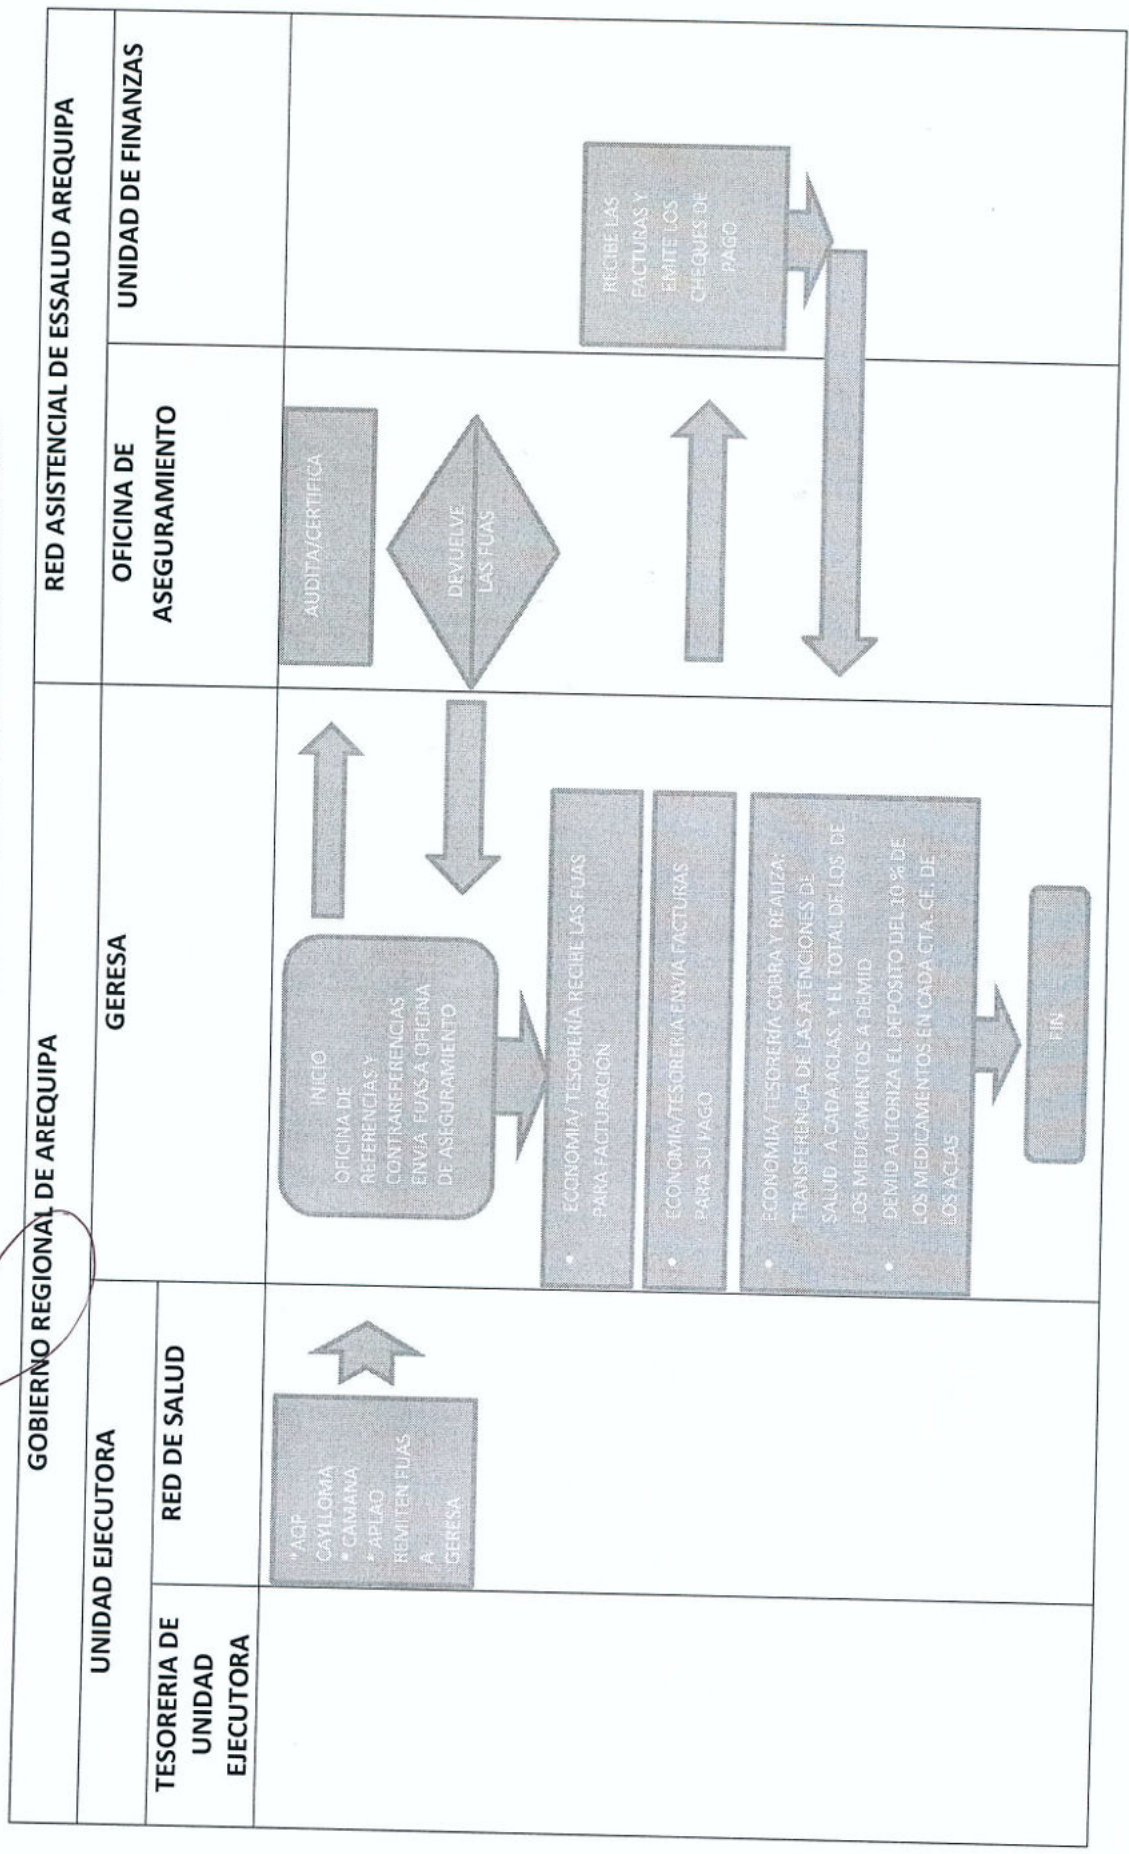 GOBIERNO REGIONAL DE AREQUIPA
RED ASISTENCIAL DE ESSALUD AREQUIPA
UNIDAD EJECUTORA
GERESA
OFICINA DE
ASEGURAMIENTO
UNIDAD DE FINANZAS
TESORERIA DE
UNIDAD
EJECUTORA
RED DE SALUD
*AQP
CAYLLOMA
* CAMANA
* APLAO
REMITEN FUAS
A
GERESA
INICIO
OFICINA DE
REFERENCIAS Y
CONTRAREFERENCIAS
ENVIA FUAS A OFICINA
DE ASEGURAMIENTO
AUDITA/CERTIFICA
DEVUELVE
LAS FUAS
• ECONOMIA/ TESORERÍA RECIBE LAS FUAS
PARA FACTURACION
• ECONOMIA/TESORERIA ENVIA FACTURAS
PARA SU PAGO
RECIBE LAS
FACTURAS Y
EMITE LOS
CHEQUES DE
PAGO
• ECONOMIA/ TESORERÍA COBRA Y REALIZA:
TRANSFERENCIA DE LAS ATENCIONES DE
SALUD A CADA ACLAS, Y EL TOTAL DE LOS DE
LOS MEDICAMENTOS A DEMID
• DEMID AUTORIZA EL DEPOSITO DEL 10 % DE
LOS MEDICAMENTOS EN CADA CTA. CE. DE
LOS ACLAS
FIN